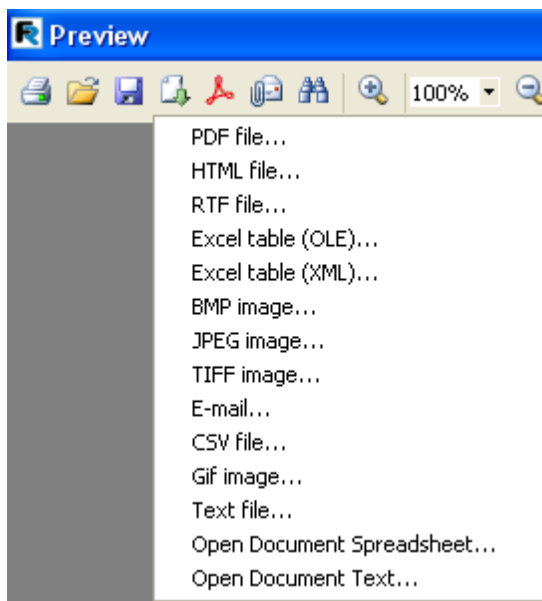 Preview
100%
PDF file...
HTML file...
RTF file...
Excel table (OLE)...
Excel table (XML)...
BMP image...
JPEG image...
TIFF image...
E-mail...
CSV file...
Gif image...
Text file...
Open Document Spreadsheet...
Open Document Text...